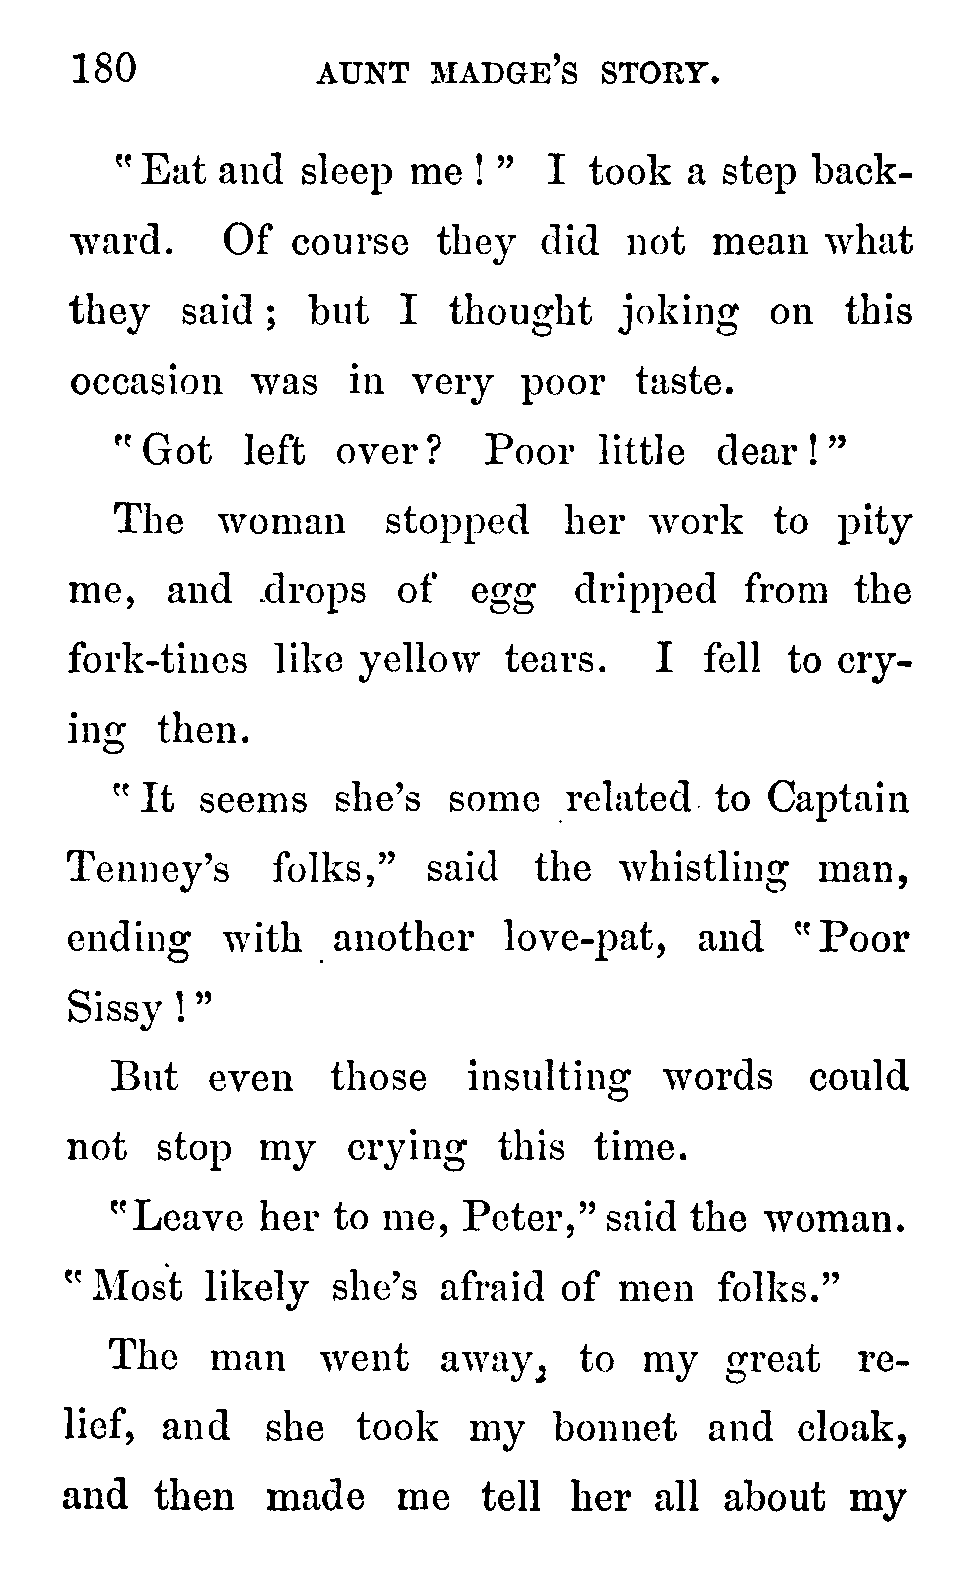 180 AUNT MADGE'S STORY.
"Eat and sleep me!" I took a step back-
ward. Of course they did not mean what
they said; but I thought joking on this
occasion was in very poor taste.
"Got left over? Poor little dear!"
The woman stopped her work to pity
me, and drops of egg dripped from the
fork-tines like yellow tears. I fell to cry-
ing then.
"It seems she's some related to Captain
Tenney's folks," said the whistling man,
ending with another love-pat, and "Poor
Sissy!"
But even those insulting words could
not stop my crying this time.
"Leave her to me, Peter," said the woman.
"Most likely she's afraid of men folks."
The man went away, to my great re-
lief, and she took my bonnet and cloak,
and then made me tell her all about my